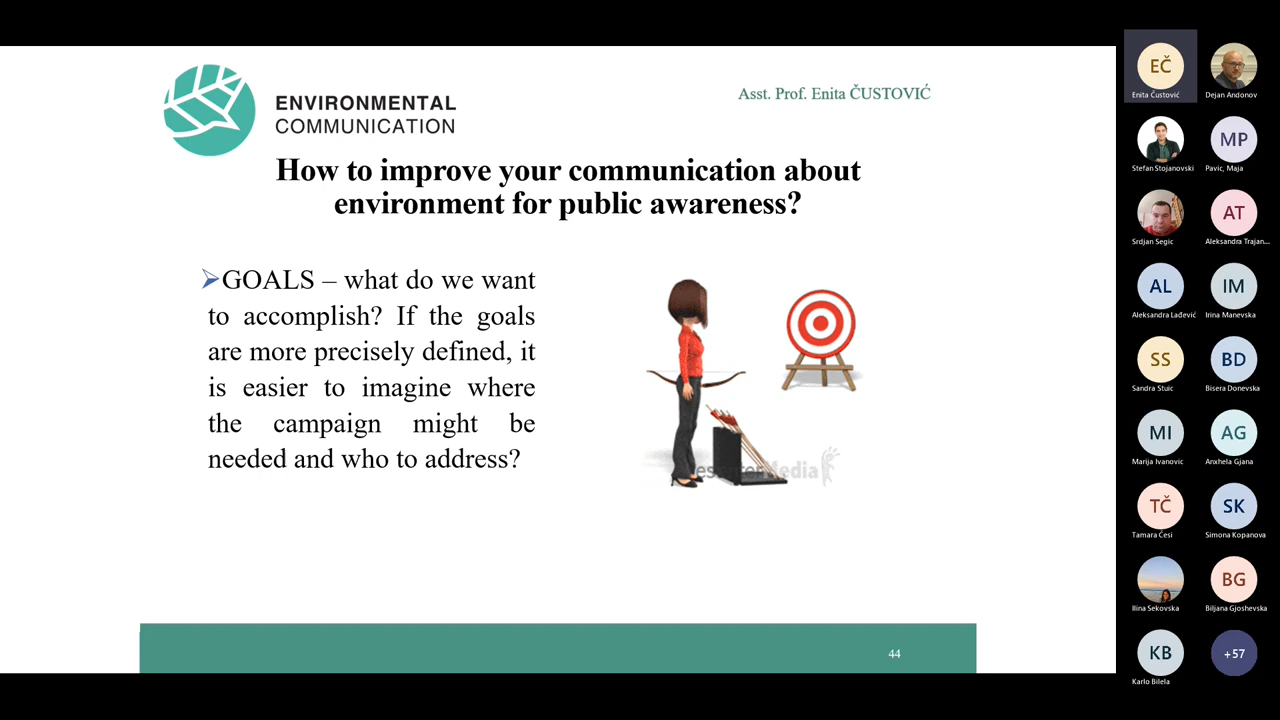 ENVIRONMENTAL
COMMUNICATION
Asst. Prof. Enita ČUSTOVIĆ
How to improve your communication about
environment for public awareness?
GOALS – what do we want
to accomplish? If the goals
are more precisely defined, it
is easier to imagine where
the campaign might be
needed and who to address?
Media
44
EČ
Enita Čustović
Dejan Andonov
Stefan Stojanovski
MP
Pavic, Maja
Srdjan Segic
AT
Aleksandra Trajan...
AL
Aleksandra Lađević
IM
Irina Manevska
SS
Sandra Stuic
BD
Bisera Donevska
MI
Marija Ivanovic
AG
Anxhela Gjana
TČ
Tamara Česi
SK
Simona Kopanova
Ilina Sekovska
BG
Biljana Gjoshevska
KB
Karlo Bilela
+57